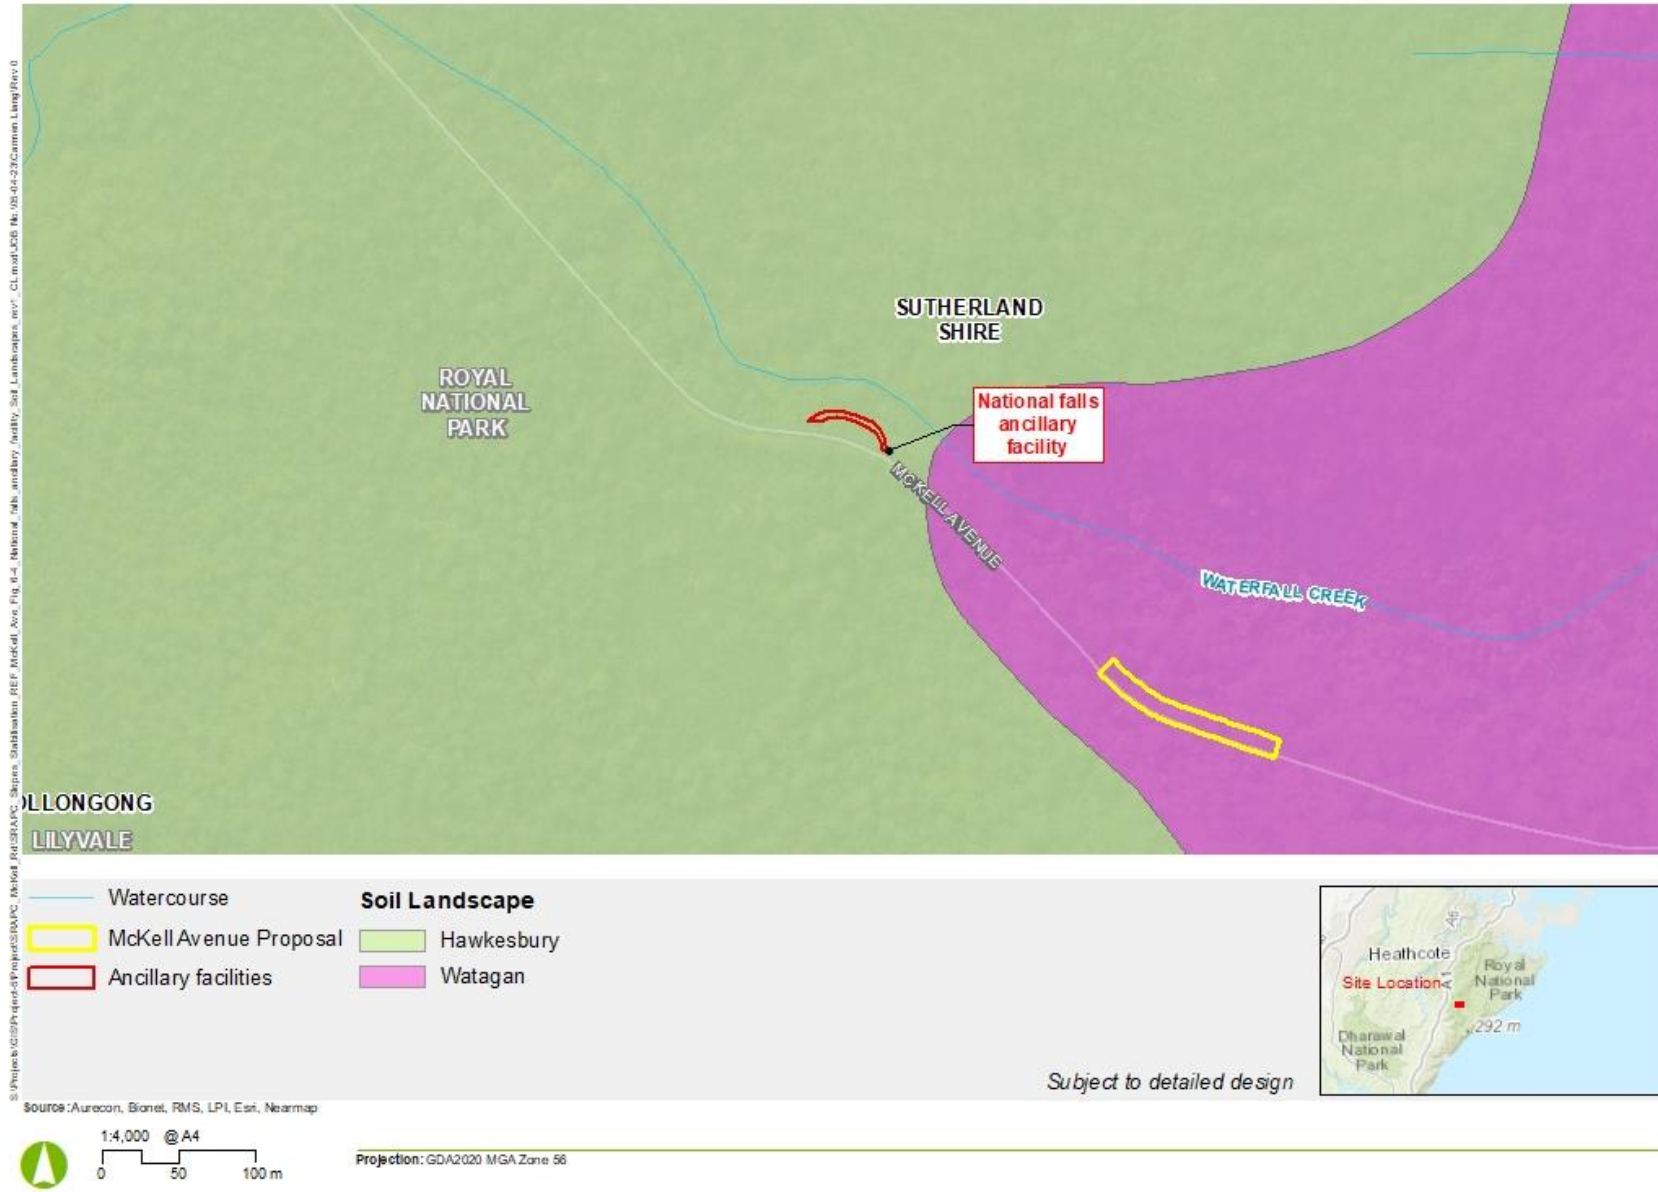 SUTHERLAND
SHIRE
ROYAL
NATIONAL
PARK
National falls
ancillary
facility
MCKELL AVENUE
WATERFALL CREEK
OLLONGONG
LILYVALE
Watercourse
McKell Avenue Proposal
Ancillary facilities
Soil Landscape
Hawkesbury
Watagan
A6
Heathcote
Royal
National
Park
Site Location
A1
292 m
Dharawal
National
Park
Subject to detailed design
Source: Aurecon, Bionet, RMS, LPI, Esri, Nearmap
1:4,000 @ A4
0 50 100 m
Projection: GDA2020 MGA Zone 56